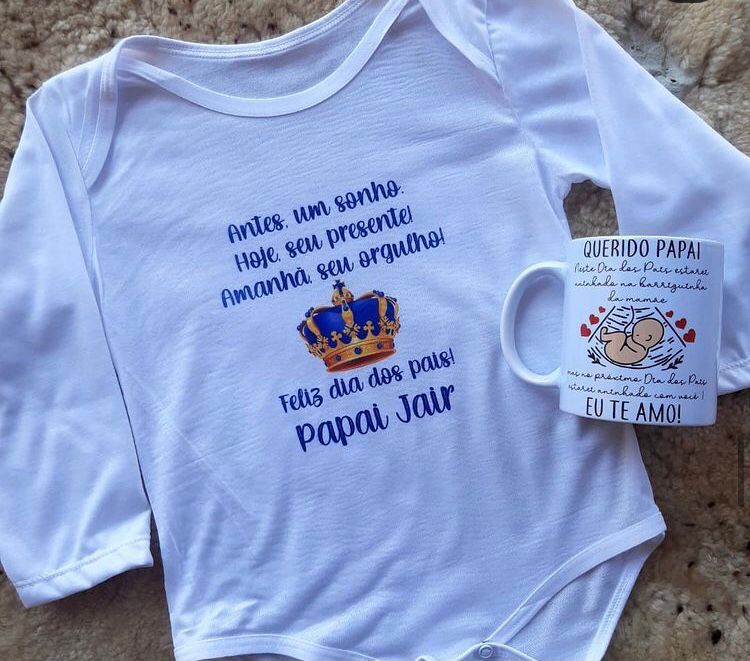 Antes, um sonho.
Hoje, seu presente!
Amanhã, seu orgulho!
Feliz dia dos pais!
Papai Jair
QUERIDO PAPAI
Neste Dia dos Pais estarei
aninhado na barriguinha
da mamãe
mas no próximo Dia dos Pais
estarei aninhado com você !
EU TE AMO!